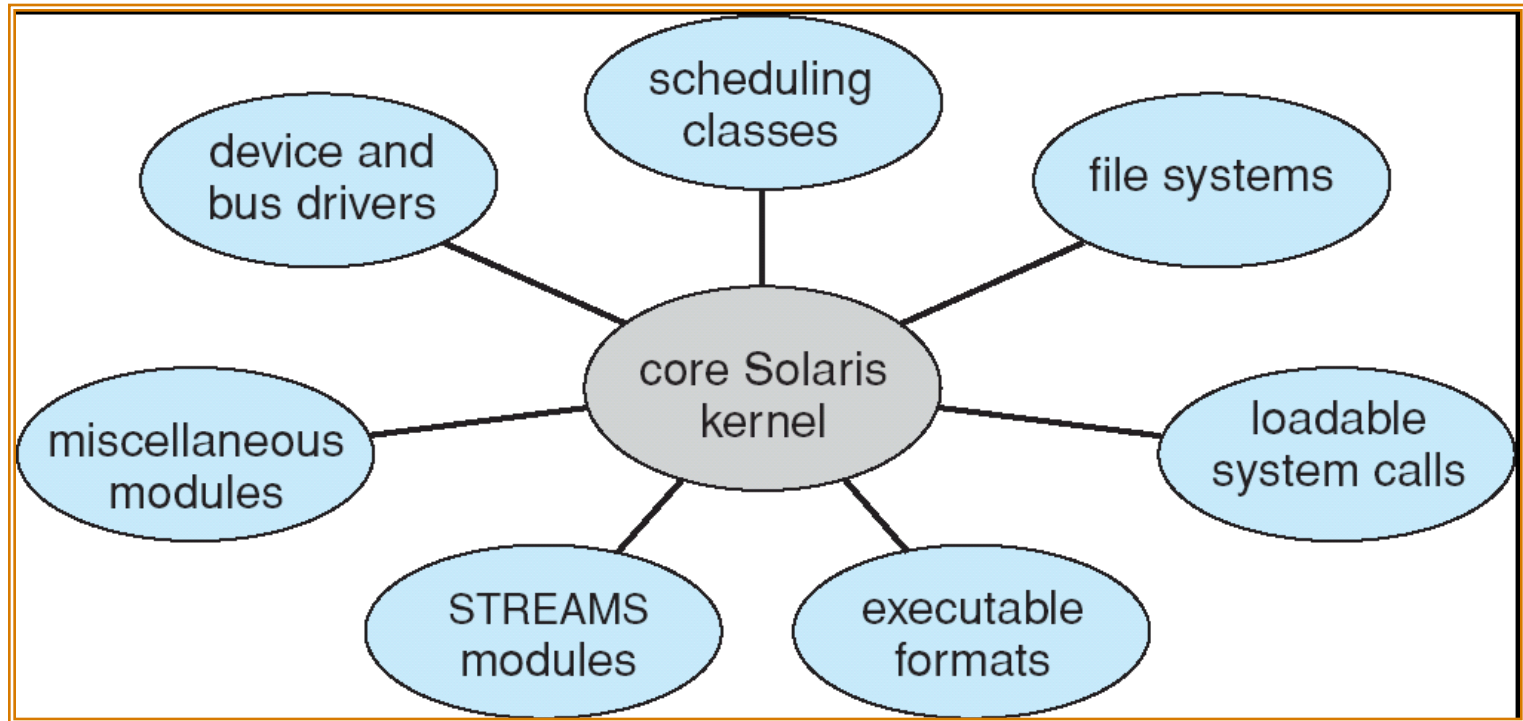 scheduling
classes
device and
bus drivers
file systems
core Solaris
kernel
miscellaneous
modules
loadable
system calls
STREAMS
modules
executable
formats